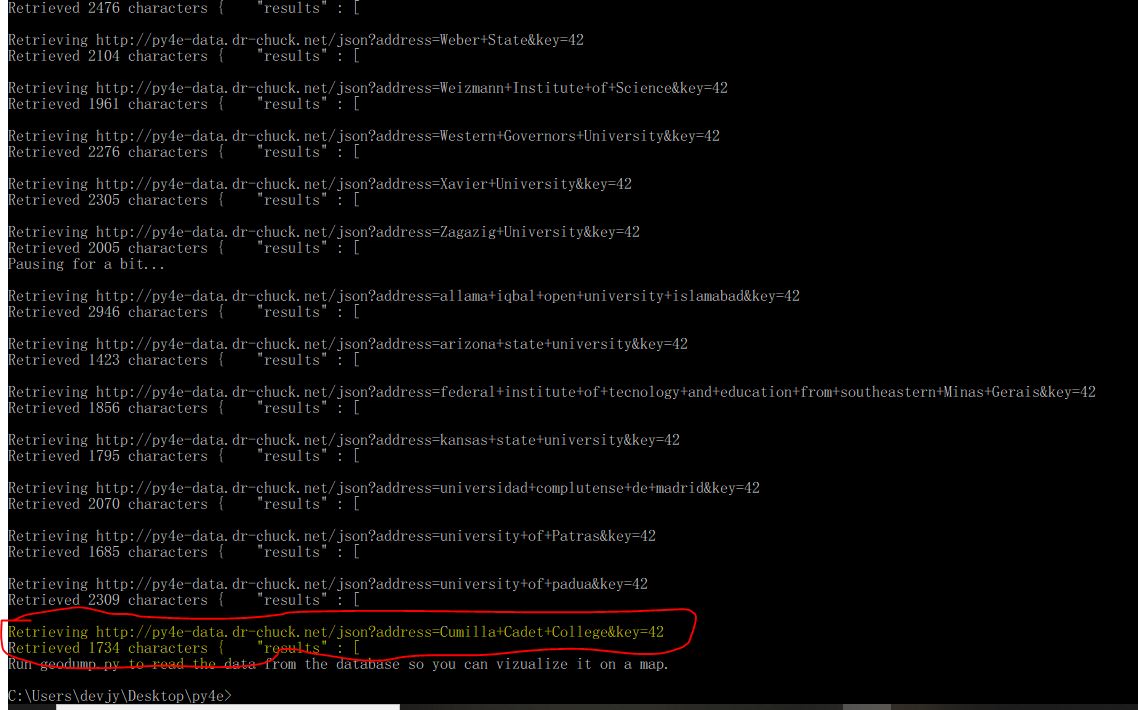 Retrieved 2476 characters {    "results" : [
Retrieving http://py4e-data.dr-chuck.net/json?address=Weber+State&key=42
Retrieved 2104 characters {    "results" : [
Retrieving http://py4e-data.dr-chuck.net/json?address=Weizmann+Institute+of+Science&key=42
Retrieved 1961 characters {    "results" : [
Retrieving http://py4e-data.dr-chuck.net/json?address=Western+Governors+University&key=42
Retrieved 2276 characters {    "results" : [
Retrieving http://py4e-data.dr-chuck.net/json?address=Xavier+University&key=42
Retrieved 2305 characters {    "results" : [
Retrieving http://py4e-data.dr-chuck.net/json?address=Zagazig+University&key=42
Retrieved 2005 characters {    "results" : [
Pausing for a bit...
Retrieving http://py4e-data.dr-chuck.net/json?address=allama+iqbal+open+university+islamabad&key=42
Retrieved 2946 characters {    "results" : [
Retrieving http://py4e-data.dr-chuck.net/json?address=arizona+state+university&key=42
Retrieved 1423 characters {    "results" : [
Retrieving http://py4e-data.dr-chuck.net/json?address=federal+institute+of+tecnology+and+education+from+southeastern+Minas+Gerais&key=42
Retrieved 1856 characters {    "results" : [
Retrieving http://py4e-data.dr-chuck.net/json?address=kansas+state+university&key=42
Retrieved 1795 characters {    "results" : [
Retrieving http://py4e-data.dr-chuck.net/json?address=universidad+complutense+de+madrid&key=42
Retrieved 2070 characters {    "results" : [
Retrieving http://py4e-data.dr-chuck.net/json?address=university+of+Patras&key=42
Retrieved 1685 characters {    "results" : [
Retrieving http://py4e-data.dr-chuck.net/json?address=university+of+padua&key=42
Retrieved 2309 characters {    "results" : [
Retrieving http://py4e-data.dr-chuck.net/json?address=Cumilla+Cadet+College&key=42
Retrieved 1734 characters {    "results" : [
Run geodump.py to read the data from the database so you can vizualize it on a map.
C:\Users\devjy\Desktop\py4e>